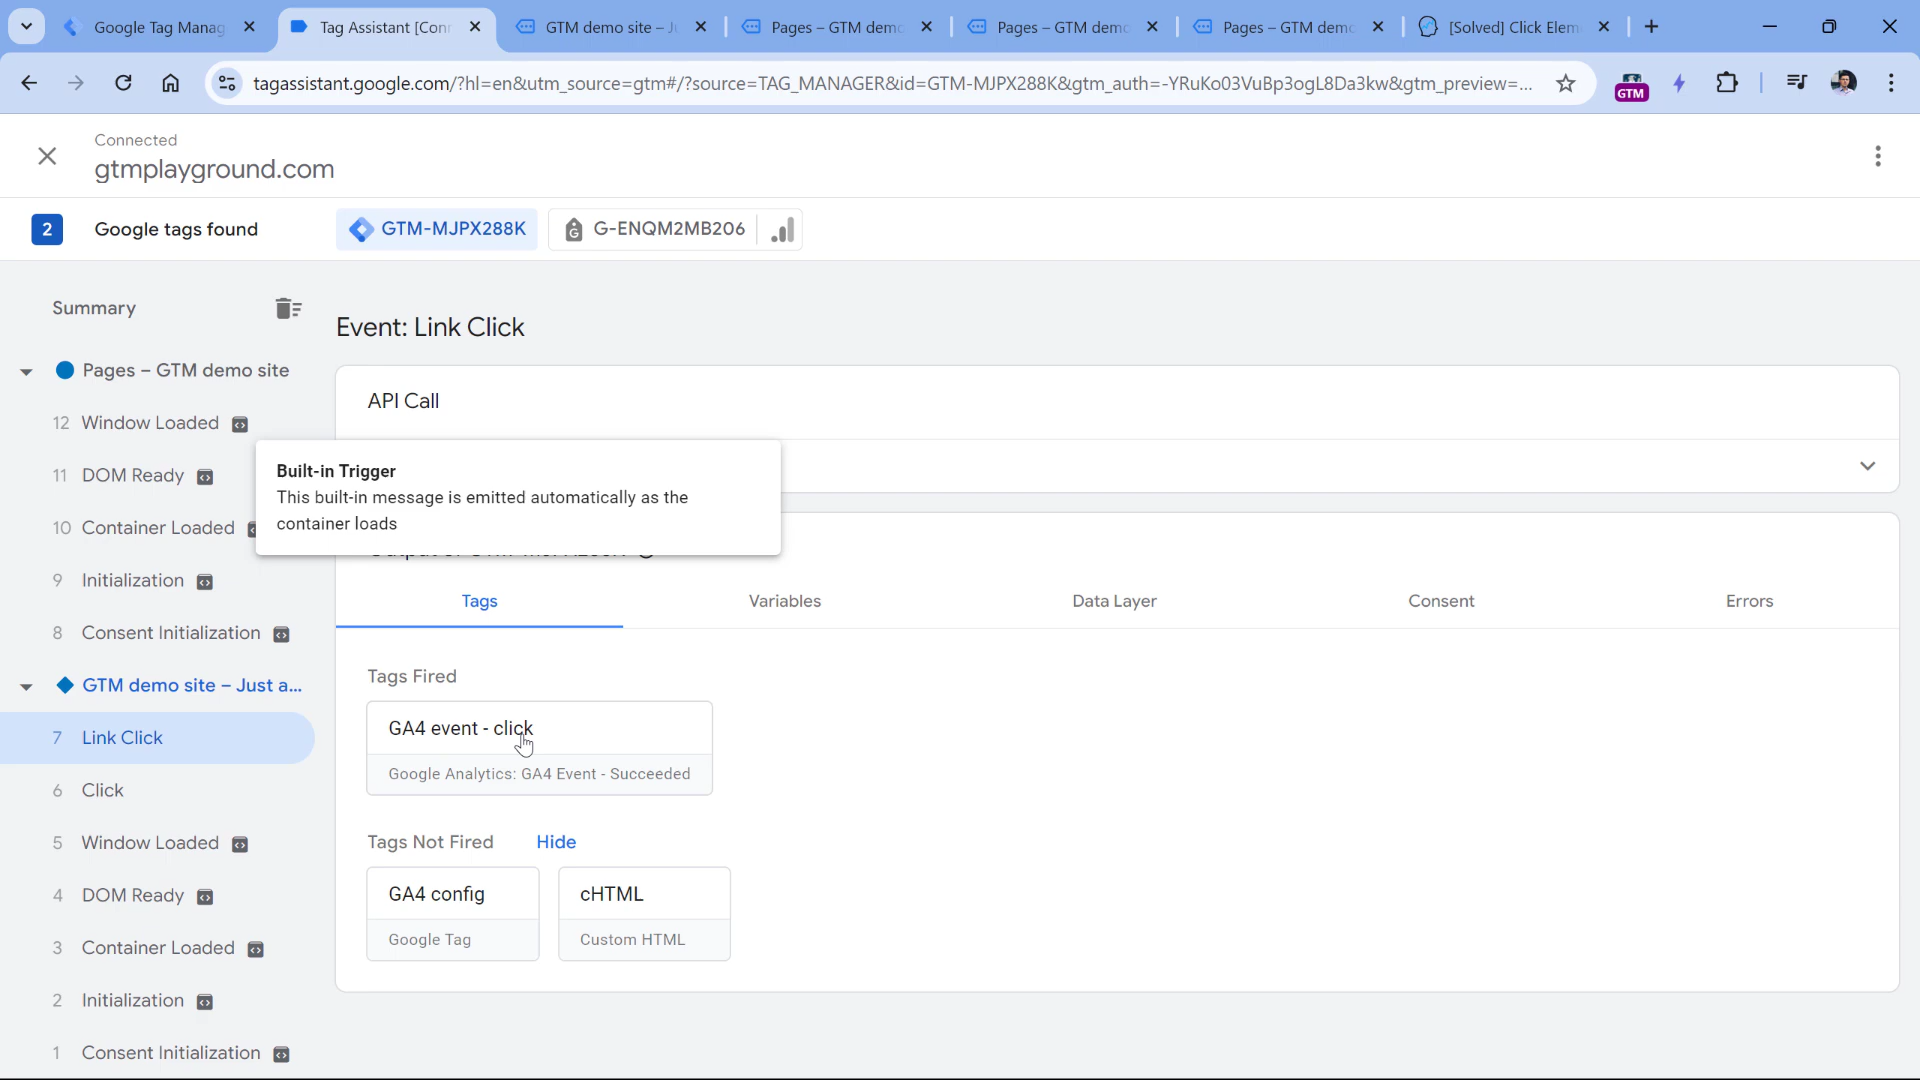 Google Tag Manag
Tag Assistant [Conn
GTM demo site – Ju
Pages – GTM demo
Pages – GTM demo
Pages – GTM demo
[Solved] Click Elem
tagassistant.google.com/?hl=en&utm_source=gtm#/?source=TAG_MANAGER&id=GTM-MJPX288K&gtm_auth=-YRuKo03VuBp3ogL8Da3kw&gtm_preview=...
GTM
Connected
gtmplayground.com
2
Google tags found
GTM-MJPX288K
G-ENQM2MB206
Summary
Event: Link Click
Pages – GTM demo site
API Call
12 Window Loaded
Built-in Trigger
11 DOM Ready
This built-in message is emitted automatically as the
container loads
10 Container Loaded
9 Initialization
Tags
Variables
Data Layer
Consent
Errors
8 Consent Initialization
Tags Fired
GTM demo site – Just a...
7 Link Click
GA4 event - click
Google Analytics: GA4 Event - Succeeded
6 Click
5 Window Loaded
Tags Not Fired Hide
4 DOM Ready
GA4 config
cHTML
Google Tag
Custom HTML
3 Container Loaded
2 Initialization
1 Consent Initialization